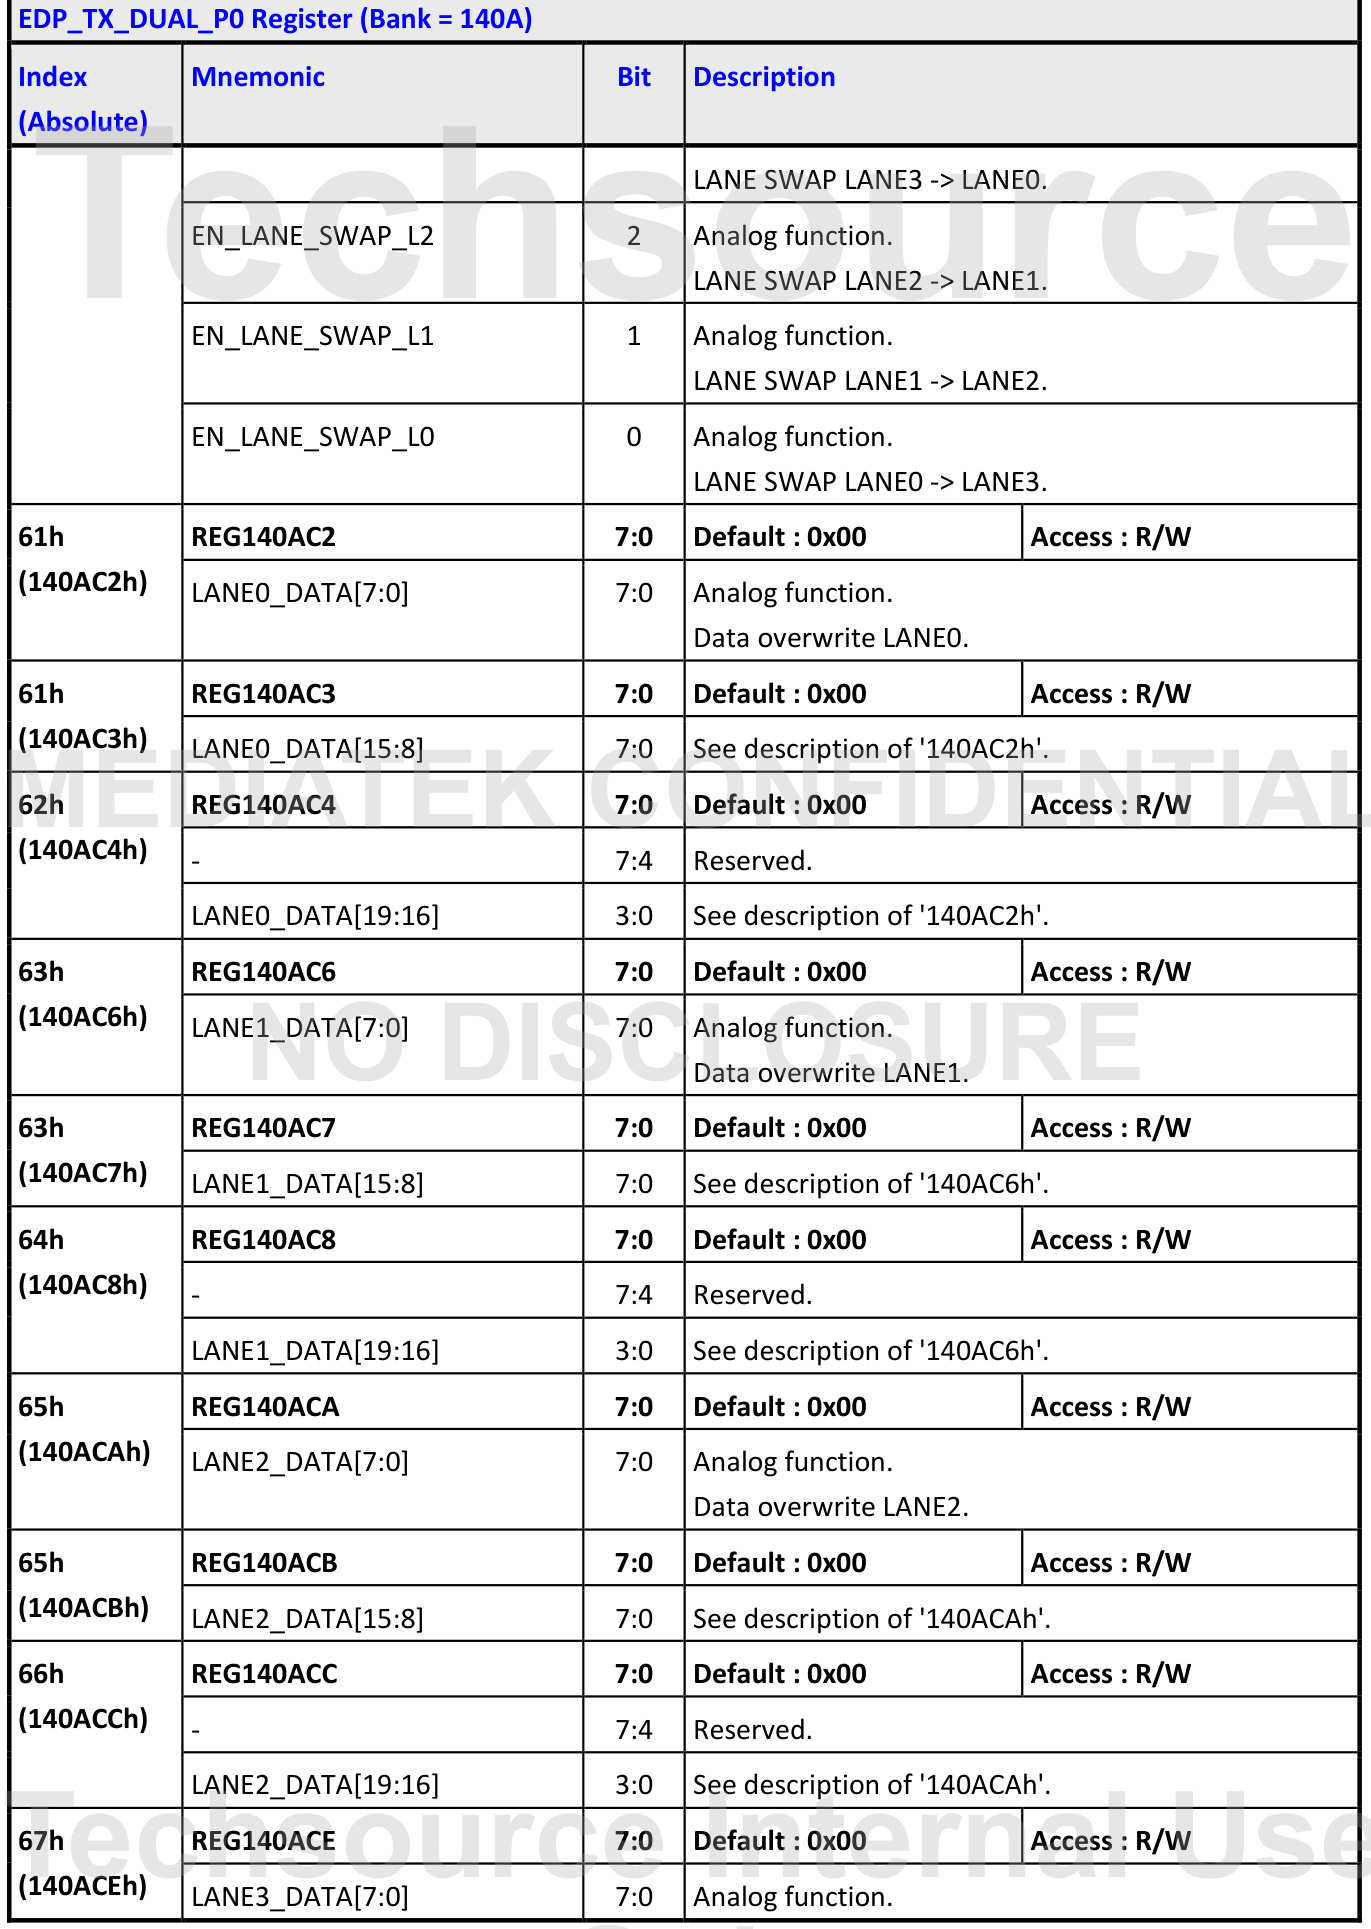 EDP_TX_DUAL_P0 Register (Bank = 140A)
Index (Absolute) Mnemonic Bit Description
LANE SWAP LANE3 -> LANE0.
EN_LANE_SWAP_L2 2 Analog function.
LANE SWAP LANE2 -> LANE1.
EN_LANE_SWAP_L1 1 Analog function.
LANE SWAP LANE1 -> LANE2.
EN_LANE_SWAP_L0 0 Analog function.
LANE SWAP LANE0 -> LANE3.
61h REG140AC2 7:0 Default : 0x00 Access : R/W
(140AC2h) LANE0_DATA[7:0] 7:0 Analog function.
Data overwrite LANE0.
61h REG140AC3 7:0 Default : 0x00 Access : R/W
(140AC3h) LANE0_DATA[15:8] 7:0 See description of '140AC2h'.
62h REG140AC4 7:0 Default : 0x00 Access : R/W
(140AC4h) - 7:4 Reserved.
LANE0_DATA[19:16] 3:0 See description of '140AC2h'.
63h REG140AC6 7:0 Default : 0x00 Access : R/W
(140AC6h) LANE1_DATA[7:0] 7:0 Analog function.
Data overwrite LANE1.
63h REG140AC7 7:0 Default : 0x00 Access : R/W
(140AC7h) LANE1_DATA[15:8] 7:0 See description of '140AC6h'.
64h REG140AC8 7:0 Default : 0x00 Access : R/W
(140AC8h) - 7:4 Reserved.
LANE1_DATA[19:16] 3:0 See description of '140AC6h'.
65h REG140ACA 7:0 Default : 0x00 Access : R/W
(140ACAh) LANE2_DATA[7:0] 7:0 Analog function.
Data overwrite LANE2.
65h REG140ACB 7:0 Default : 0x00 Access : R/W
(140ACBh) LANE2_DATA[15:8] 7:0 See description of '140ACAh'.
66h REG140ACC 7:0 Default : 0x00 Access : R/W
(140ACCh) - 7:4 Reserved.
LANE2_DATA[19:16] 3:0 See description of '140ACAh'.
67h REG140ACE 7:0 Default : 0x00 Access : R/W
(140ACEh) LANE3_DATA[7:0] 7:0 Analog function.
Techsource
MEDIATEK CONFIDENTIAL
NO DISCLOSURE
Techsource Internal Use